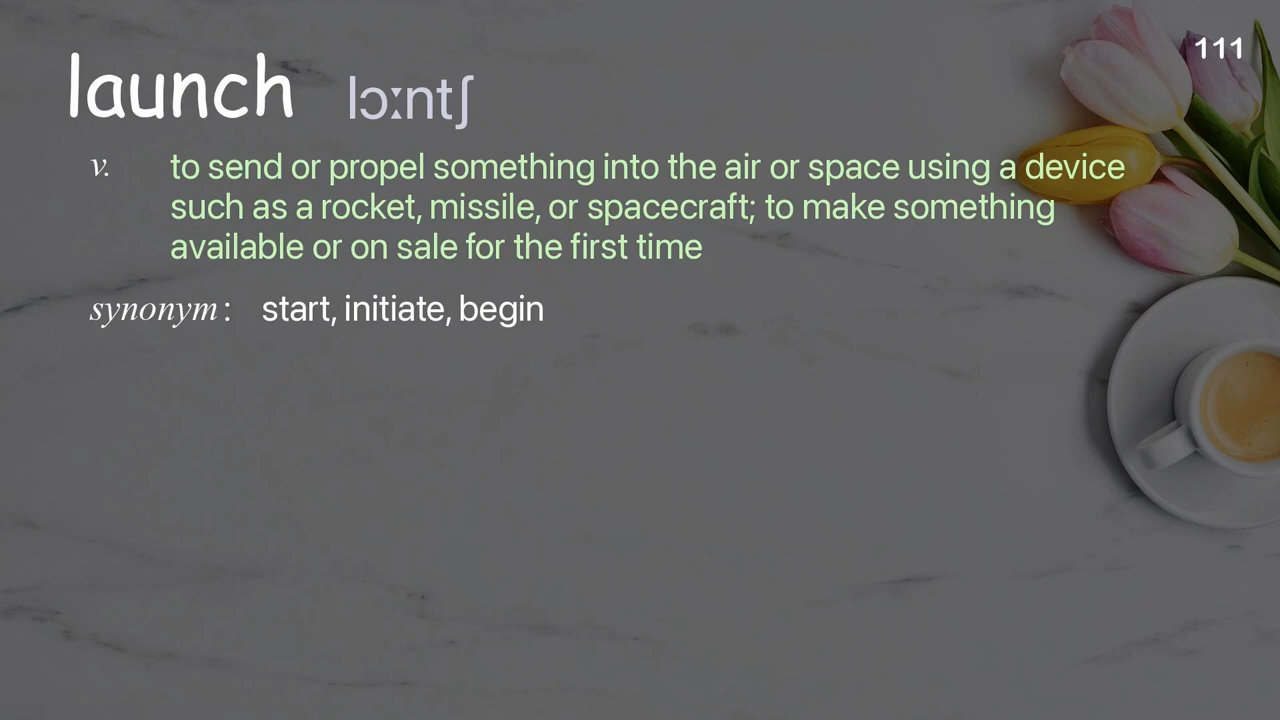 111
launch lɔːntʃ
v. to send or propel something into the air or space using a device
such as a rocket, missile, or spacecraft; to make something
available or on sale for the first time
synonym: start, initiate, begin